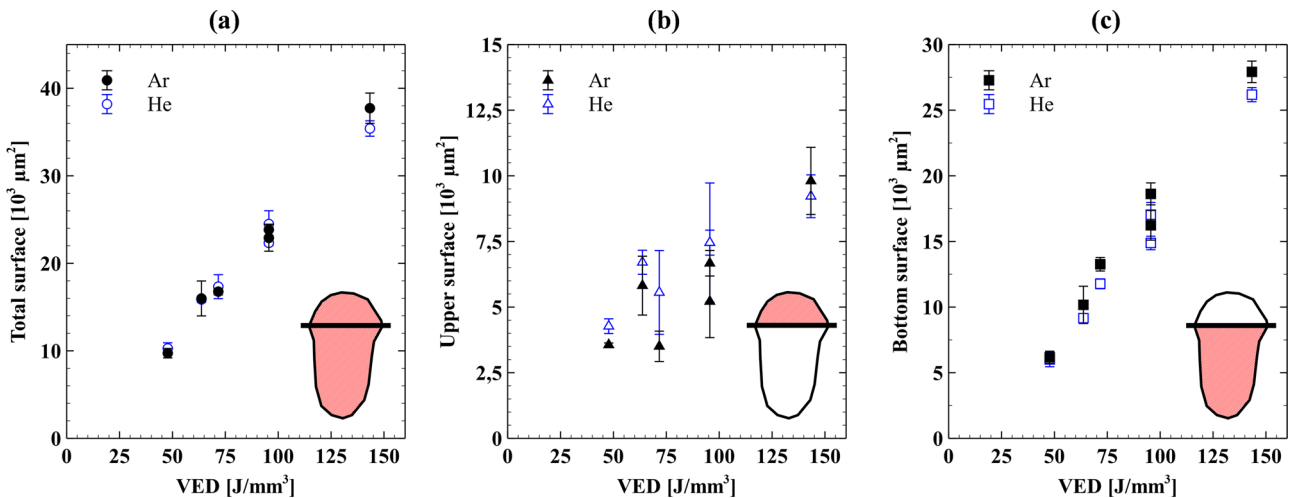 (a)
Total surface [10³ μm²]
40
30
20
10
0
Ar
He
0 25 50 75 100 125 150
VED [J/mm³]
(b)
Upper surface [10³ μm²]
15
12,5
10
7,5
5
2,5
0
Ar
He
0 25 50 75 100 125 150
VED [J/mm³]
(c)
Bottom surface [10³ μm²]
30
25
20
15
10
5
0
Ar
He
0 25 50 75 100 125 150
VED [J/mm³]